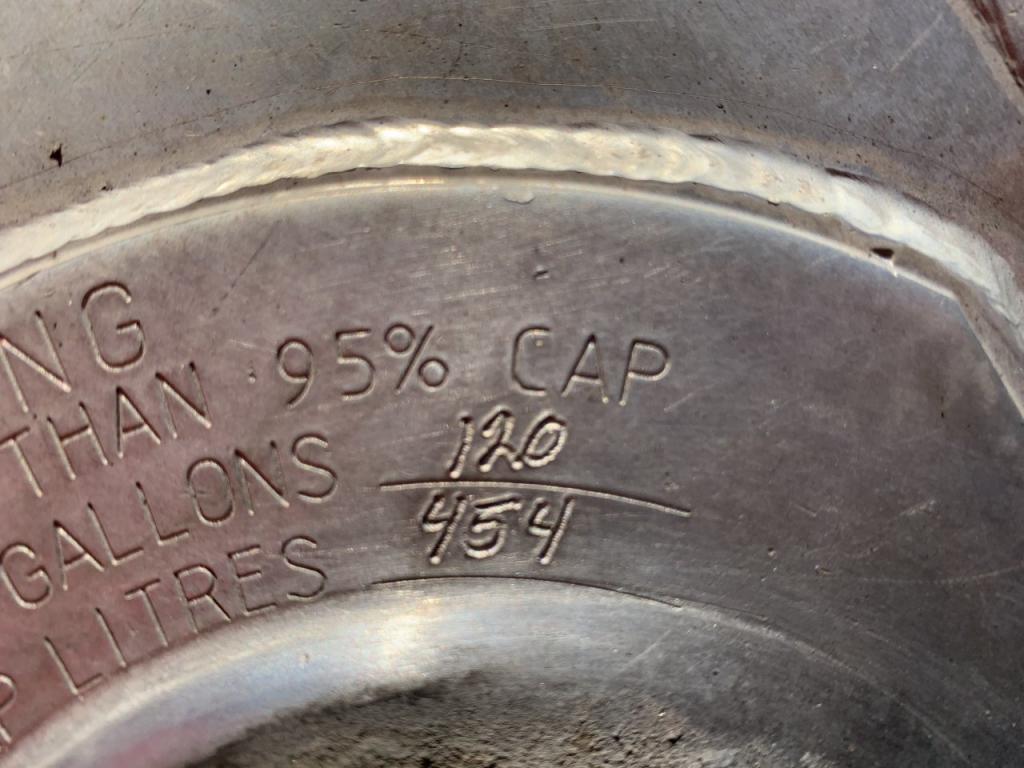 NG
THAN 95% CAP
GALLONS 120
P LITRES 454